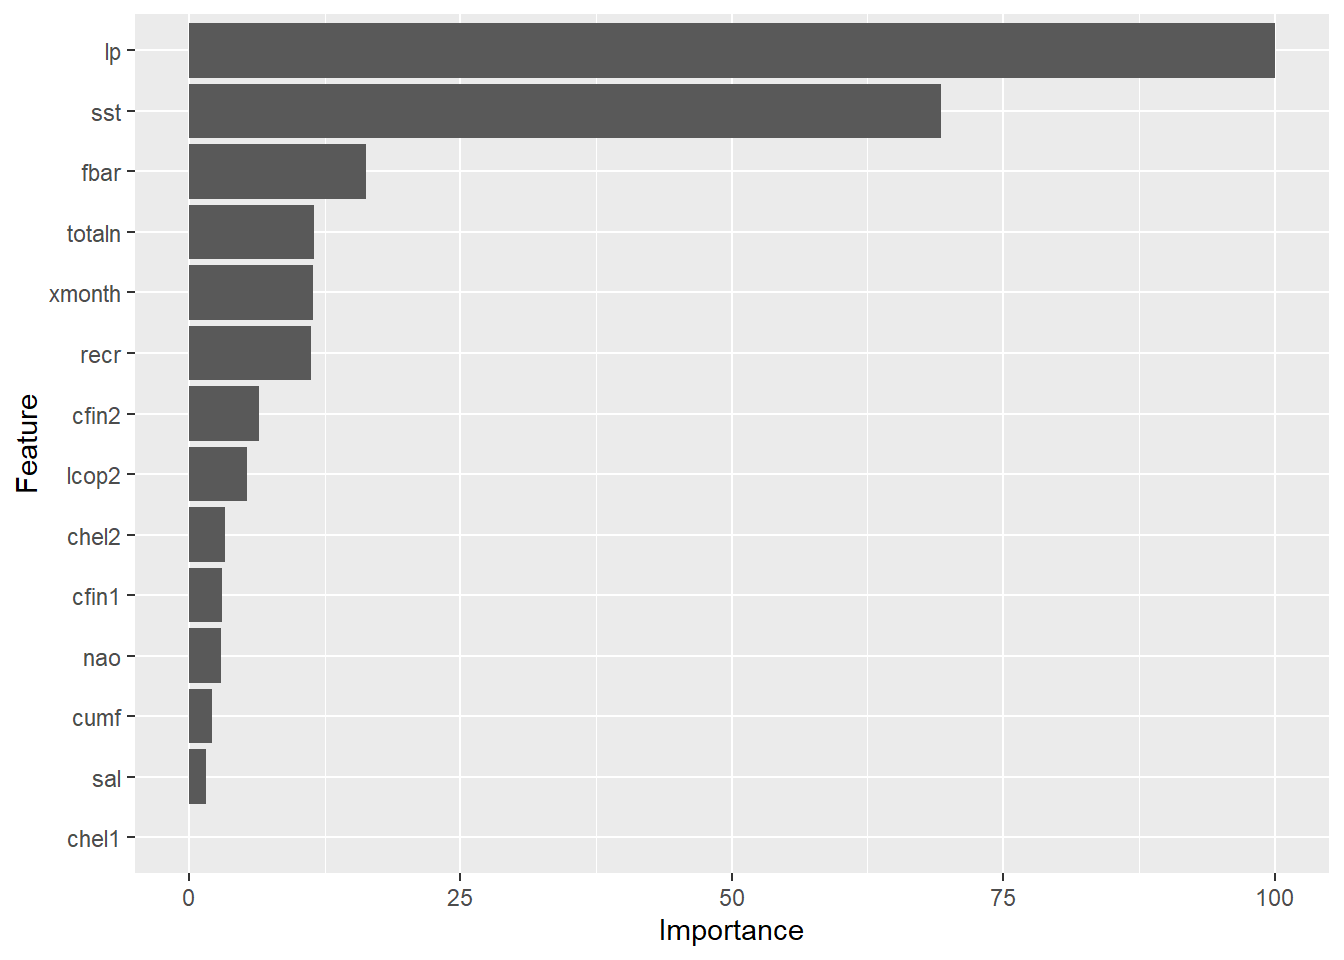 lp
sst
fbar
totaln
xmonth
recr
cfin2
lcop2
chel2
cfin1
nao
cumf
sal
chel1
Feature
0 25 50 75 100
Importance